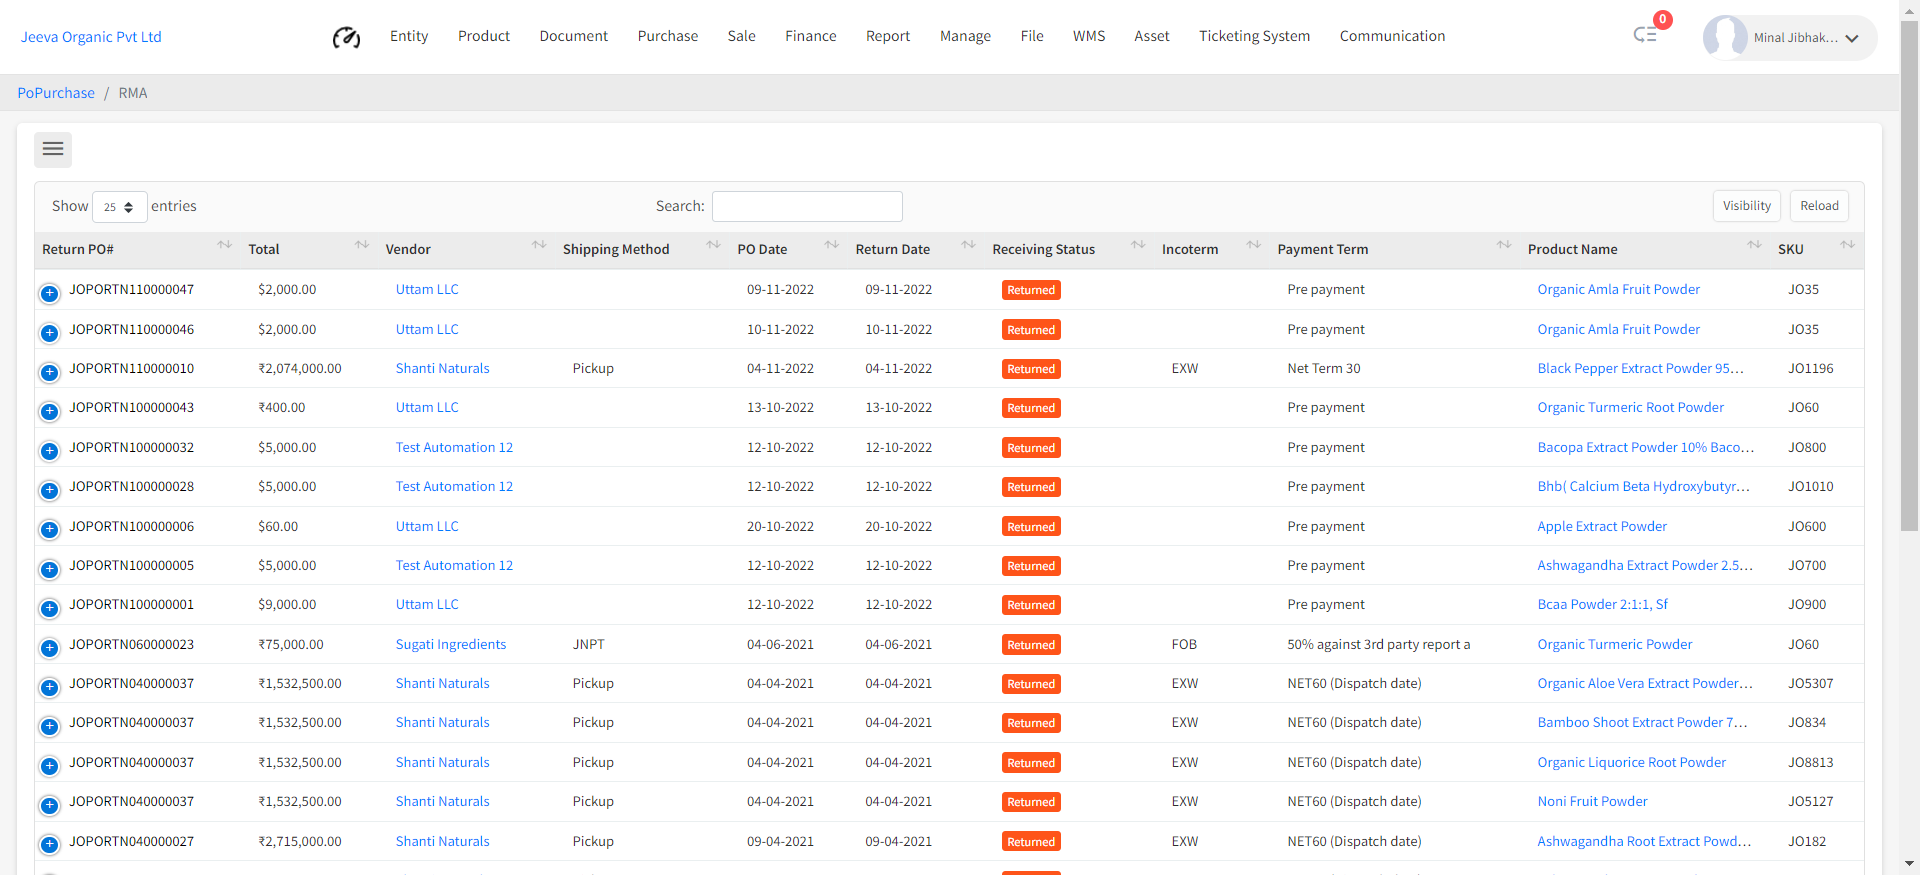 Jeeva Organic Pvt Ltd Entity Product Document Purchase Sale Finance Report Manage File WMS Asset Ticketing System Communication 0 Minal Jibhak...
PoPurchase / RMA
Show 25 entries Search: Visibility Reload
Return PO# Total Vendor Shipping Method PO Date Return Date Receiving Status Incoterm Payment Term Product Name SKU
JOPORTN110000047 $2,000.00 Uttam LLC 09-11-2022 09-11-2022 Returned Pre payment Organic Amla Fruit Powder JO35
JOPORTN110000046 $2,000.00 Uttam LLC 10-11-2022 10-11-2022 Returned Pre payment Organic Amla Fruit Powder JO35
JOPORTN110000010 ₹2,074,000.00 Shanti Naturals Pickup 04-11-2022 04-11-2022 Returned EXW Net Term 30 Black Pepper Extract Powder 95... JO1196
JOPORTN100000043 ₹400.00 Uttam LLC 13-10-2022 13-10-2022 Returned Pre payment Organic Turmeric Root Powder JO60
JOPORTN100000032 $5,000.00 Test Automation 12 12-10-2022 12-10-2022 Returned Pre payment Bacopa Extract Powder 10% Baco... JO800
JOPORTN100000028 $5,000.00 Test Automation 12 12-10-2022 12-10-2022 Returned Pre payment Bhb( Calcium Beta Hydroxybutyr... JO1010
JOPORTN100000006 $60.00 Uttam LLC 20-10-2022 20-10-2022 Returned Pre payment Apple Extract Powder JO600
JOPORTN100000005 $5,000.00 Test Automation 12 12-10-2022 12-10-2022 Returned Pre payment Ashwagandha Extract Powder 2.5... JO700
JOPORTN100000001 $9,000.00 Uttam LLC 12-10-2022 12-10-2022 Returned Pre payment Bcaa Powder 2:1:1, Sf JO900
JOPORTN060000023 ₹75,000.00 Sugati Ingredients JNPT 04-06-2021 04-06-2021 Returned FOB 50% against 3rd party report a Organic Turmeric Powder JO60
JOPORTN040000037 ₹1,532,500.00 Shanti Naturals Pickup 04-04-2021 04-04-2021 Returned EXW NET60 (Dispatch date) Organic Aloe Vera Extract Powder... JO5307
JOPORTN040000037 ₹1,532,500.00 Shanti Naturals Pickup 04-04-2021 04-04-2021 Returned EXW NET60 (Dispatch date) Bamboo Shoot Extract Powder 7... JO834
JOPORTN040000037 ₹1,532,500.00 Shanti Naturals Pickup 04-04-2021 04-04-2021 Returned EXW NET60 (Dispatch date) Organic Liquorice Root Powder JO8813
JOPORTN040000037 ₹1,532,500.00 Shanti Naturals Pickup 04-04-2021 04-04-2021 Returned EXW NET60 (Dispatch date) Noni Fruit Powder JO5127
JOPORTN040000027 ₹2,715,000.00 Shanti Naturals Pickup 09-04-2021 09-04-2021 Returned EXW NET60 (Dispatch date) Ashwagandha Root Extract Powd... JO182